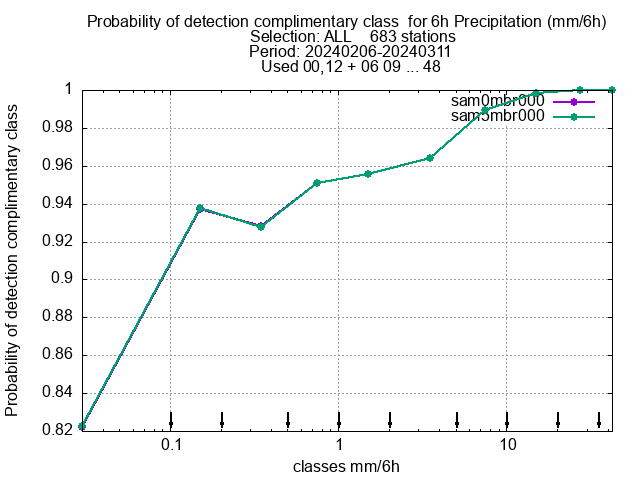 Probability of detection complimentary class  for 6h Precipitation (mm/6h)
Selection: ALL    683 stations
Period: 20240206-20240311
Used 00,12 + 06 09 ... 48
Probability of detection complimentary class
1
0.98
0.96
0.94
0.92
0.9
0.88
0.86
0.84
0.82
sam0mbr000
sam5mbr000
0.1
1
10
classes mm/6h